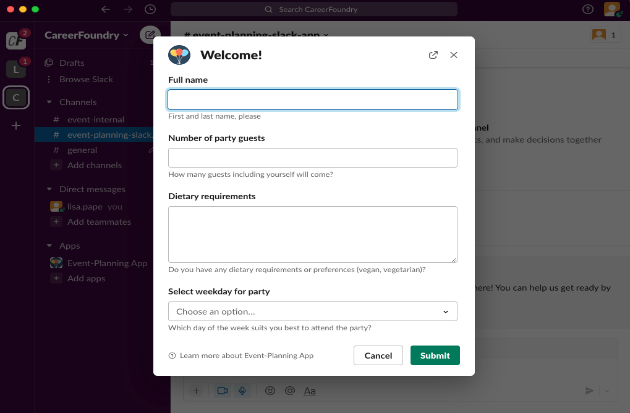 Search CareerFoundry
CF
2
CareerFoundry
# event-planning-slack-app
1
L
1
C
Drafts
Browse Slack
Channels
# event-internal
# event-planning-slack
# general
Add channels
Direct messages
lisa.pape you
Add teammates
Apps
Event-Planning App
Add apps
Welcome!
Full name
First and last name, please
Number of party guests
How many guests including yourself will come?
Dietary requirements
Do you have any dietary requirements or preferences (vegan, vegetarian)?
Select weekday for party
Choose an option...
Which day of the week suits you best to attend the party?
Learn more about Event-Planning App
Cancel
Submit
nel
s, and make decisions together
here! You can help us get ready by
Aa